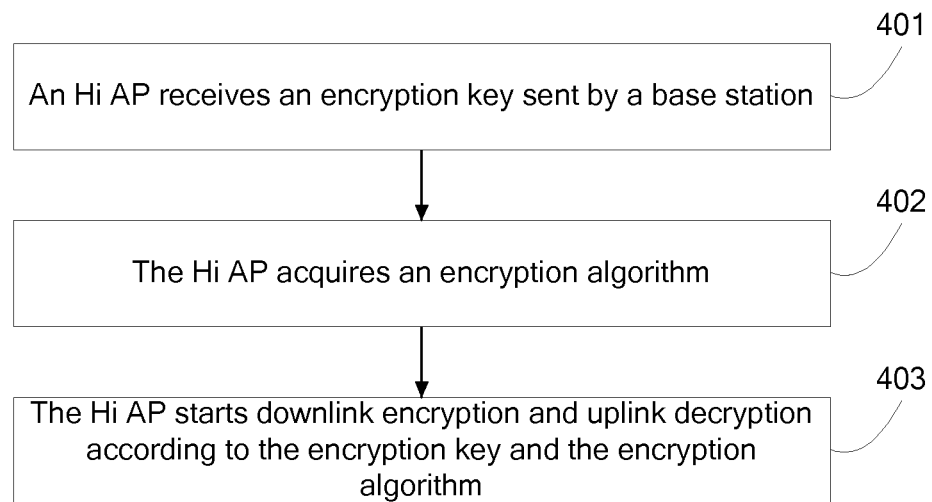 401
An Hi AP receives an encryption key sent by a base station
402
The Hi AP acquires an encryption algorithm
403
The Hi AP starts downlink encryption and uplink decryption
according to the encryption key and the encryption
algorithm